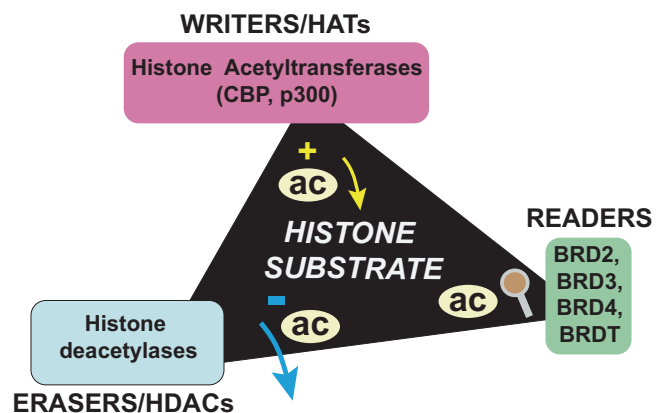 WRITERS/HATs
Histone Acetyltransferases
(CBP, p300)
+
ac
HISTONE
SUBSTRATE
READERS
BRD2,
BRD3,
BRD4,
BRDT
ac
-
ac
Histone
deacetylases
ERASERS/HDACs